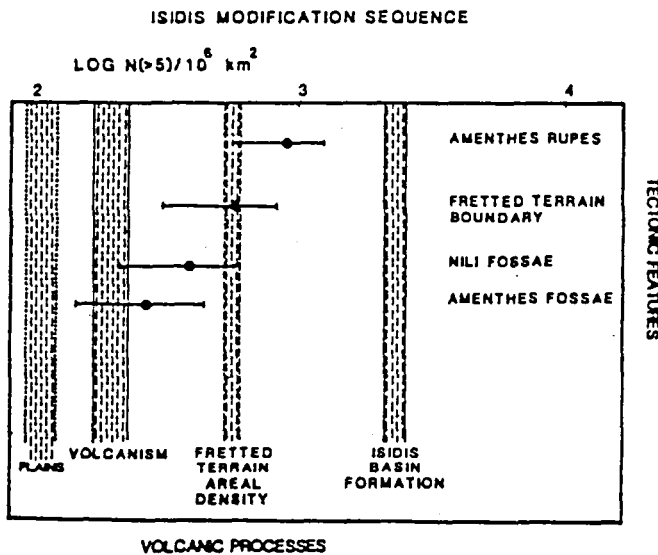 ISIDIS MODIFICATION SEQUENCE
LOG N(>5)/10⁶ km²
2 3 4
AMENTHES RUPES
FRETTED TERRAIN
BOUNDARY
NILI FOSSAE
AMENTHES FOSSAE
TECTONIC FEATURES
PLAINS
VOLCANISM
FRETTED
TERRAIN
AREAL
DENSITY
ISIDIS
BASIN
FORMATION
VOLCANIC PROCESSES